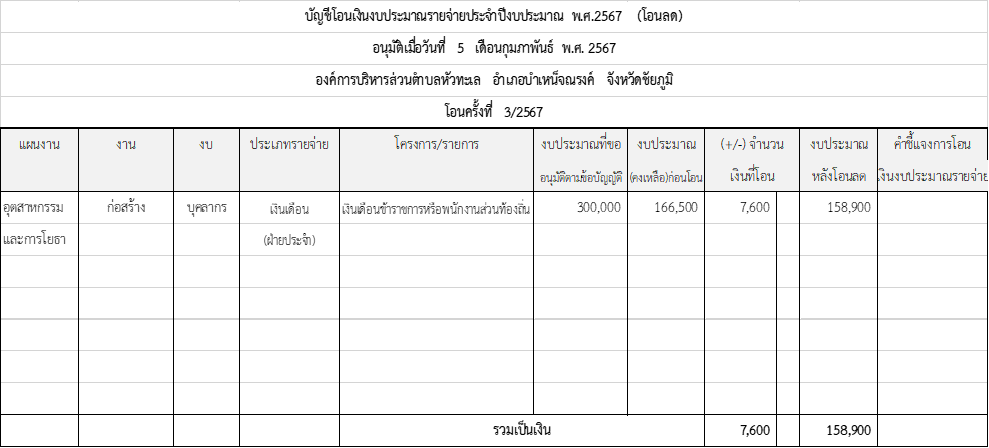 บัญชีโอนเงินงบประมาณรายจ่ายประจำปีงบประมาณ พ.ศ.2567 (โอนลด)
อนุมัติเมื่อวันที่ 5 เดือนกุมภาพันธ์ พ.ศ. 2567
องค์การบริหารส่วนตำบลหัวทะเล อำเภอบำเหน็จณรงค์ จังหวัดชัยภูมิ
โอนครั้งที่ 3/2567
แผนงาน งาน งบ ประเภทรายจ่าย โครงการ/รายการ งบประมาณที่ขอ งบประมาณ (+/-) จำนวน งบประมาณ คำชี้แจงการโอน
อนุมัติตามข้อบัญญัติ (คงเหลือ)ก่อนโอน เงินที่โอน หลังโอนลด เงินงบประมาณรายจ่าย
อุตสาหกรรม ก่อสร้าง บุคลากร เงินเดือน เงินเดือนข้าราชการหรือพนักงานส่วนท้องถิ่น 300,000 166,500 7,600 158,900
และการโยธา (ฝ่ายประจำ)
รวมเป็นเงิน 7,600 158,900